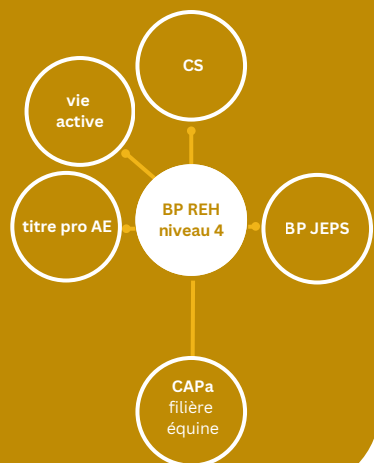 CS
vie
active
BP REH
niveau 4
titre pro AE
BP JEPS
CAPa
filière
équine